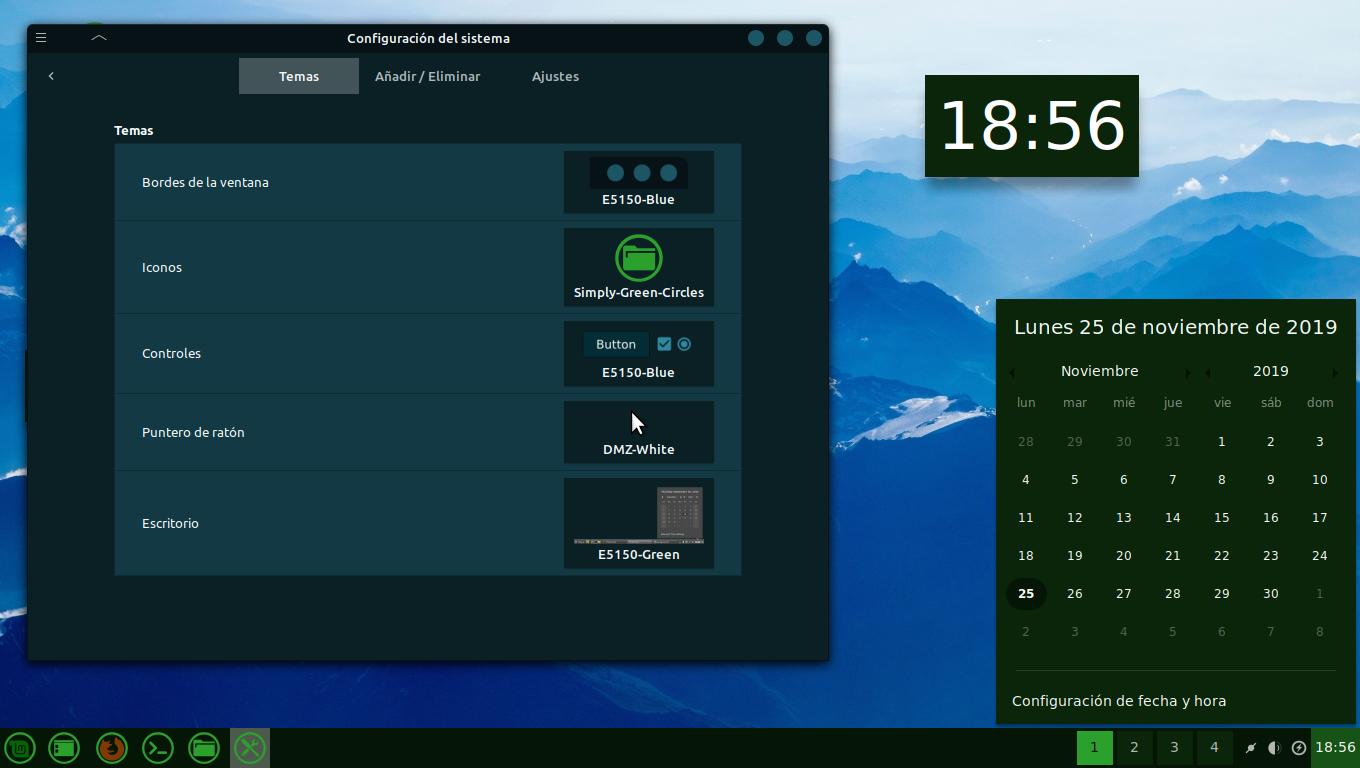 Configuración del sistema
Temas
Añadir / Eliminar
Ajustes
Temas
Bordes de la ventana
E5150-Blue
Iconos
Simply-Green-Circles
Controles
Button
E5150-Blue
Puntero de ratón
DMZ-White
Escritorio
E5150-Green
18:56
Lunes 25 de noviembre de 2019
Noviembre 2019
lun mar mié jue vie sáb dom
28 29 30 31 1 2 3
4 5 6 7 8 9 10
11 12 13 14 15 16 17
18 19 20 21 22 23 24
25 26 27 28 29 30 1
2 3 4 5 6 7 8
Configuración de fecha y hora
1 2 3 4 18:56